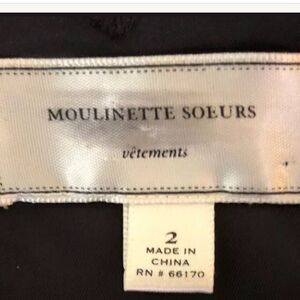 MOULINETTE SOEURS
vêtements
2
MADE IN
CHINA
RN # 66170